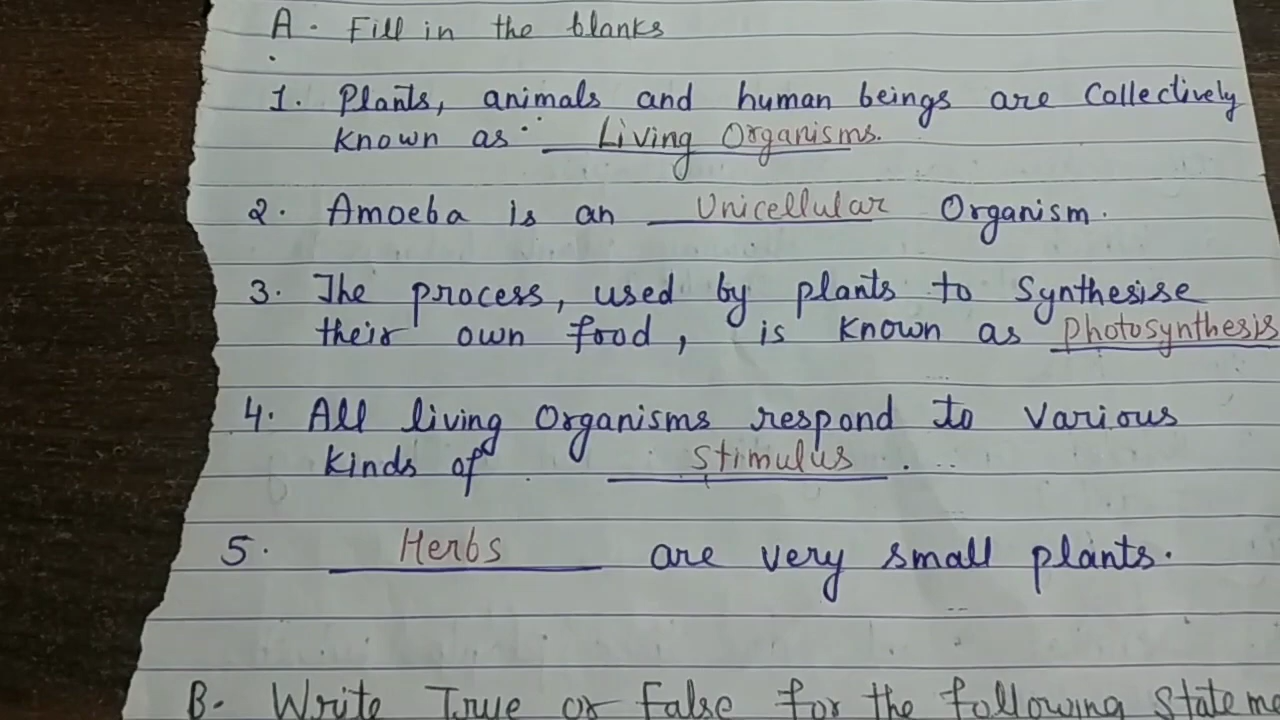 A. Fill in the blanks
1. Plants, animals and human beings are Collectively
known as Living Organisms.
2. Amoeba is an Unicellular Organism.
3. The process, used by plants to Synthesise
their own food, is known as Photosynthesis
4. All living Organisms respond to various
kinds of Stimulus.
5. Herbs are very small plants.
B. Write True or False for the following